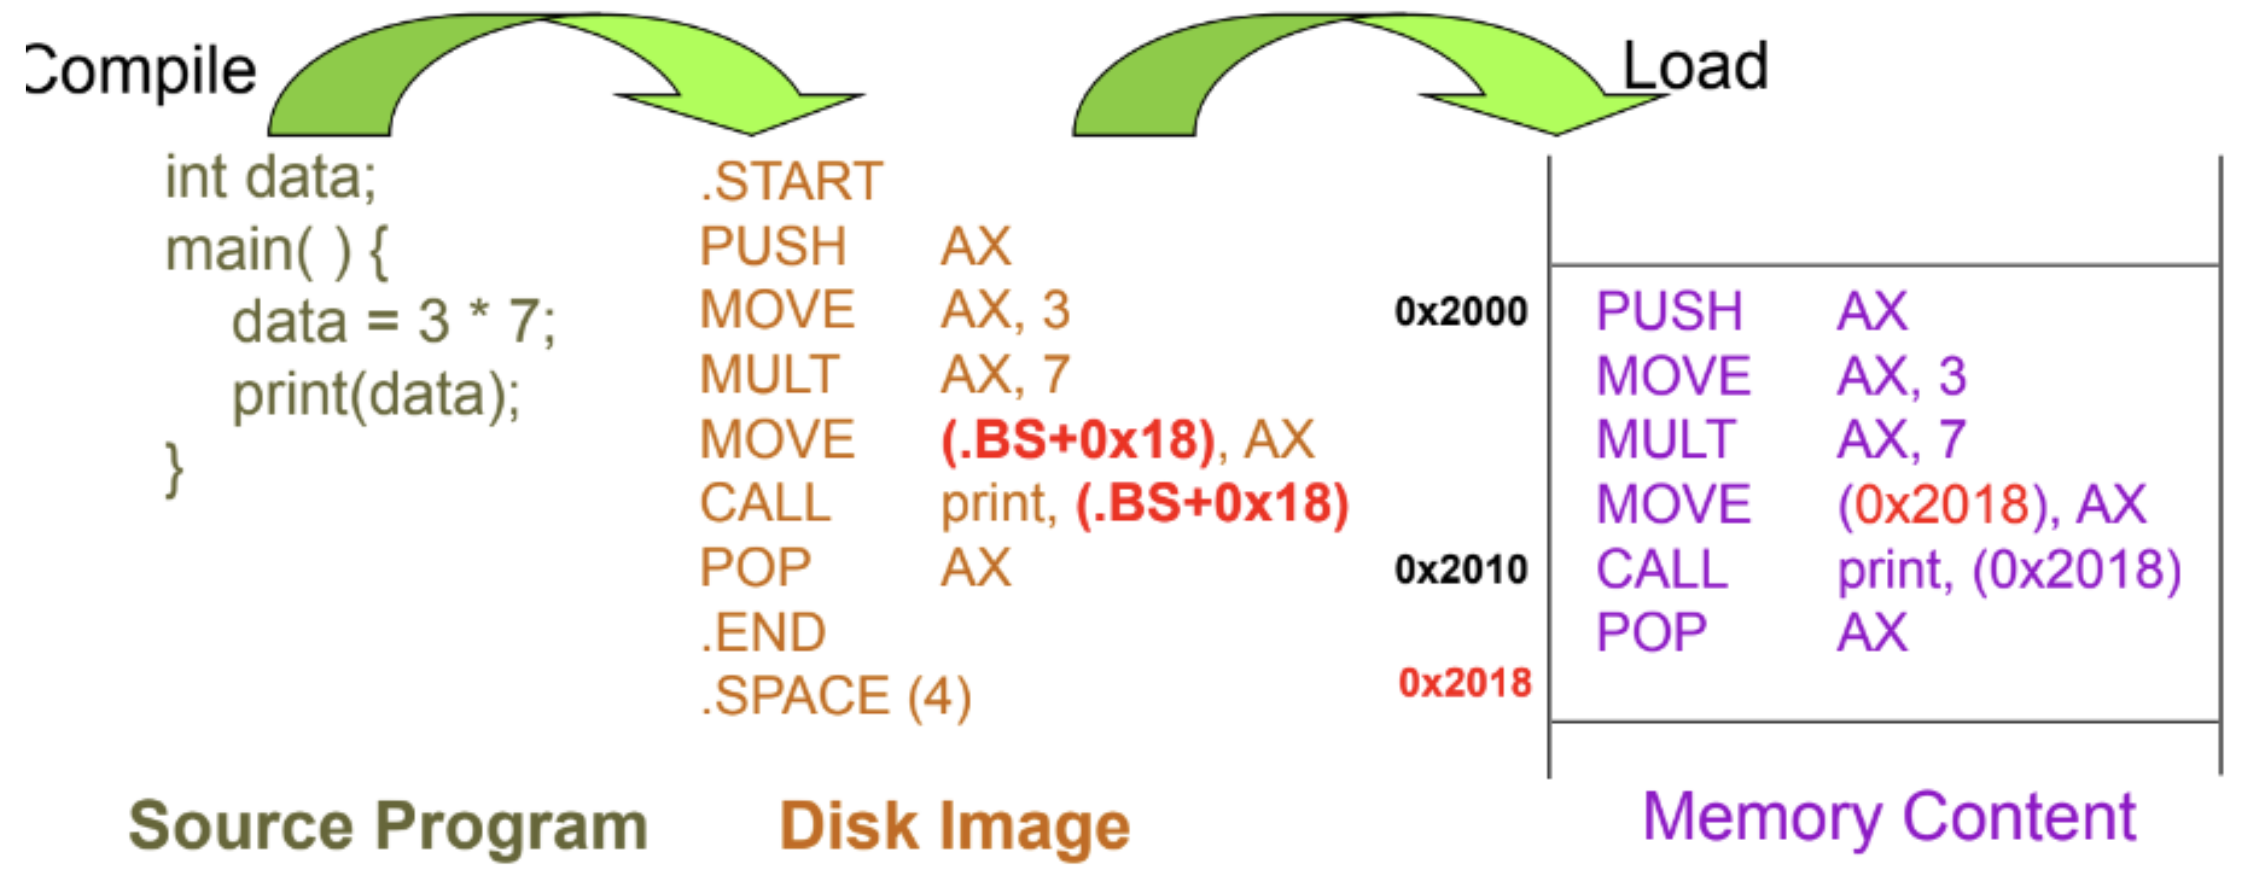 Compile
Load
int data;
main( ) {
data = 3 * 7;
print(data);
}
.START
PUSH AX
MOVE AX, 3
MULT AX, 7
MOVE (.BS+0x18), AX
CALL print, (.BS+0x18)
POP AX
.END
.SPACE (4)
0x2000 PUSH AX
MOVE AX, 3
MULT AX, 7
MOVE (0x2018), AX
0x2010 CALL print, (0x2018)
POP AX
0x2018
Source Program
Disk Image
Memory Content